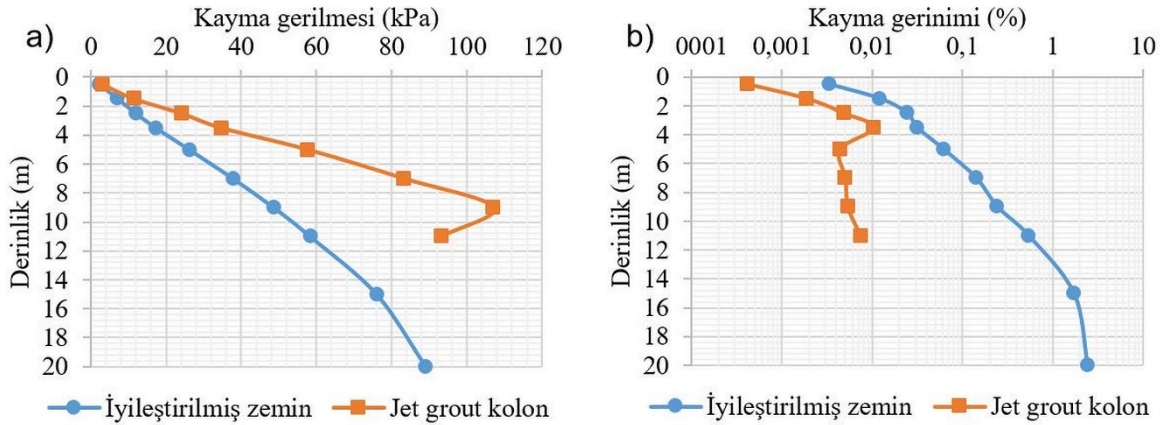 a)
Kayma gerilmesi (kPa)
0 20 40 60 80 100 120
Derinlik (m)
0
2
4
6
8
10
12
14
16
18
20
İyileştirilmiş zemin
Jet grout kolon
b)
Kayma gerinimi (%)
0001 0,001 0,01 0,1 1 10
Derinlik (m)
0
2
4
6
8
10
12
14
16
18
20
İyileştirilmiş zemin
Jet grout kolon